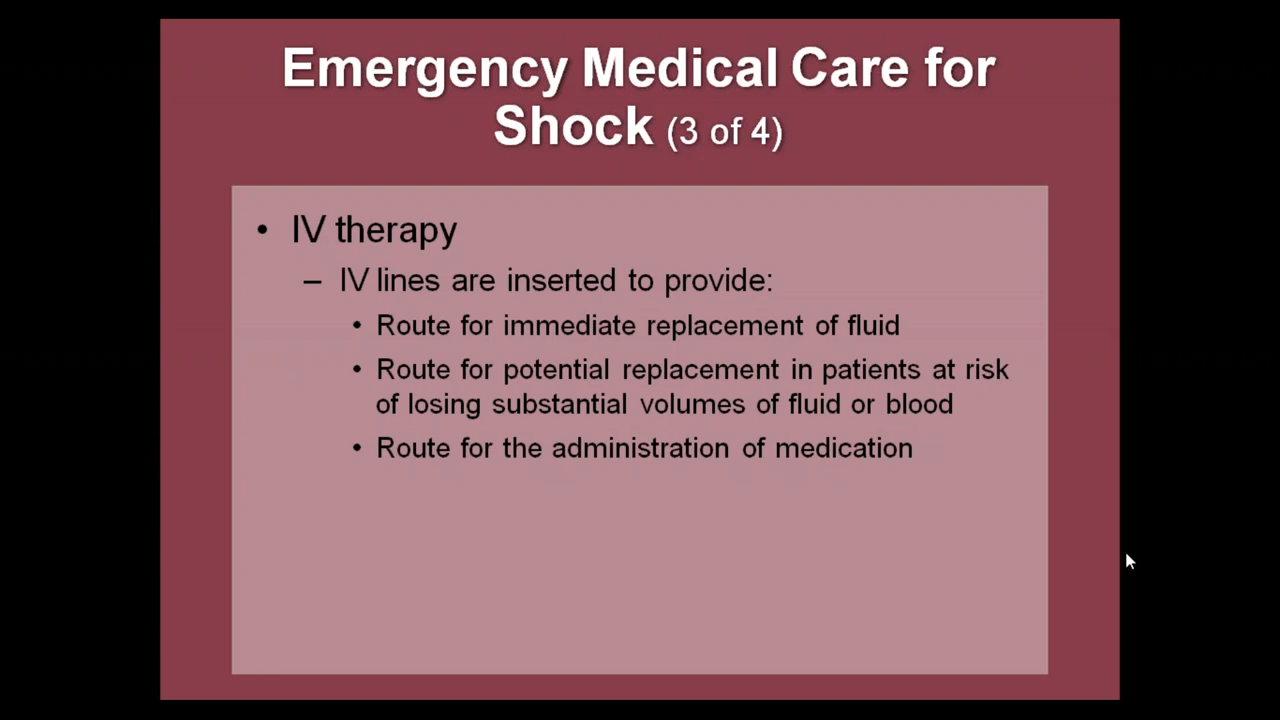 Emergency Medical Care for
Shock (3 of 4)
• IV therapy
– IV lines are inserted to provide:
• Route for immediate replacement of fluid
• Route for potential replacement in patients at risk
of losing substantial volumes of fluid or blood
• Route for the administration of medication